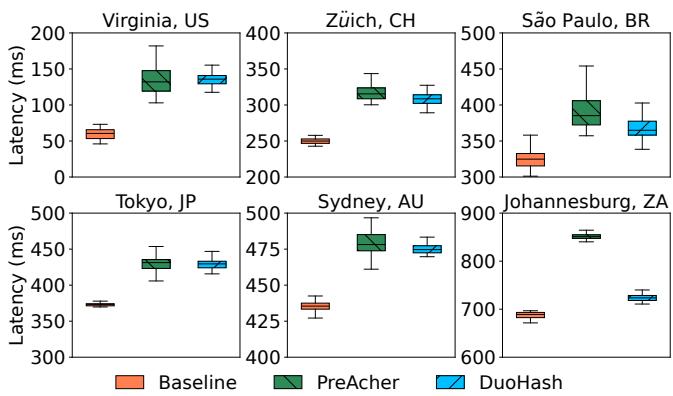 Virginia, US
Züich, CH
São Paulo, BR
Latency (ms)
200
150
100
50
0
400
350
300
250
200
500
450
400
350
300
Tokyo, JP
Sydney, AU
Johannesburg, ZA
Latency (ms)
500
450
400
350
300
500
475
450
425
400
900
800
700
600
Baseline
PreAcher
DuoHash